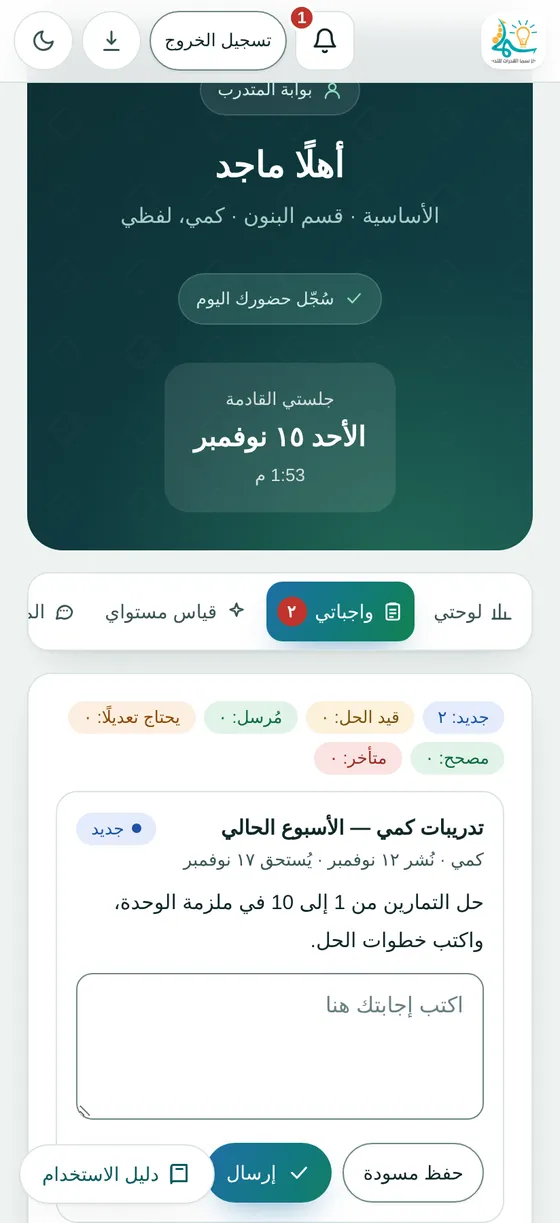 تسجيل الخروج
1
بوابة المتدرب
أهلًا ماجد
الأساسية · قسم البنون · كمي، لفظي
سُجّل حضورك اليوم
جلستي القادمة
الأحد ١٥ نوفمبر
1:53 م
لوحتي
واجباتي ٢
قياس مستواي
جديد: ٢
قيد الحل: ٠
مُرسل: ٠
يحتاج تعديلًا: ٠
مصحح: ٠
متأخر: ٠
تدريبات كمي — الأسبوع الحالي
جديد
كمي · نُشر ١٢ نوفمبر · يُستحق ١٧ نوفمبر
حل التمارين من 1 إلى 10 في ملزمة الوحدة،
واكتب خطوات الحل.
اكتب إجابتك هنا
حفظ مسودة
إرسال
دليل الاستخدام